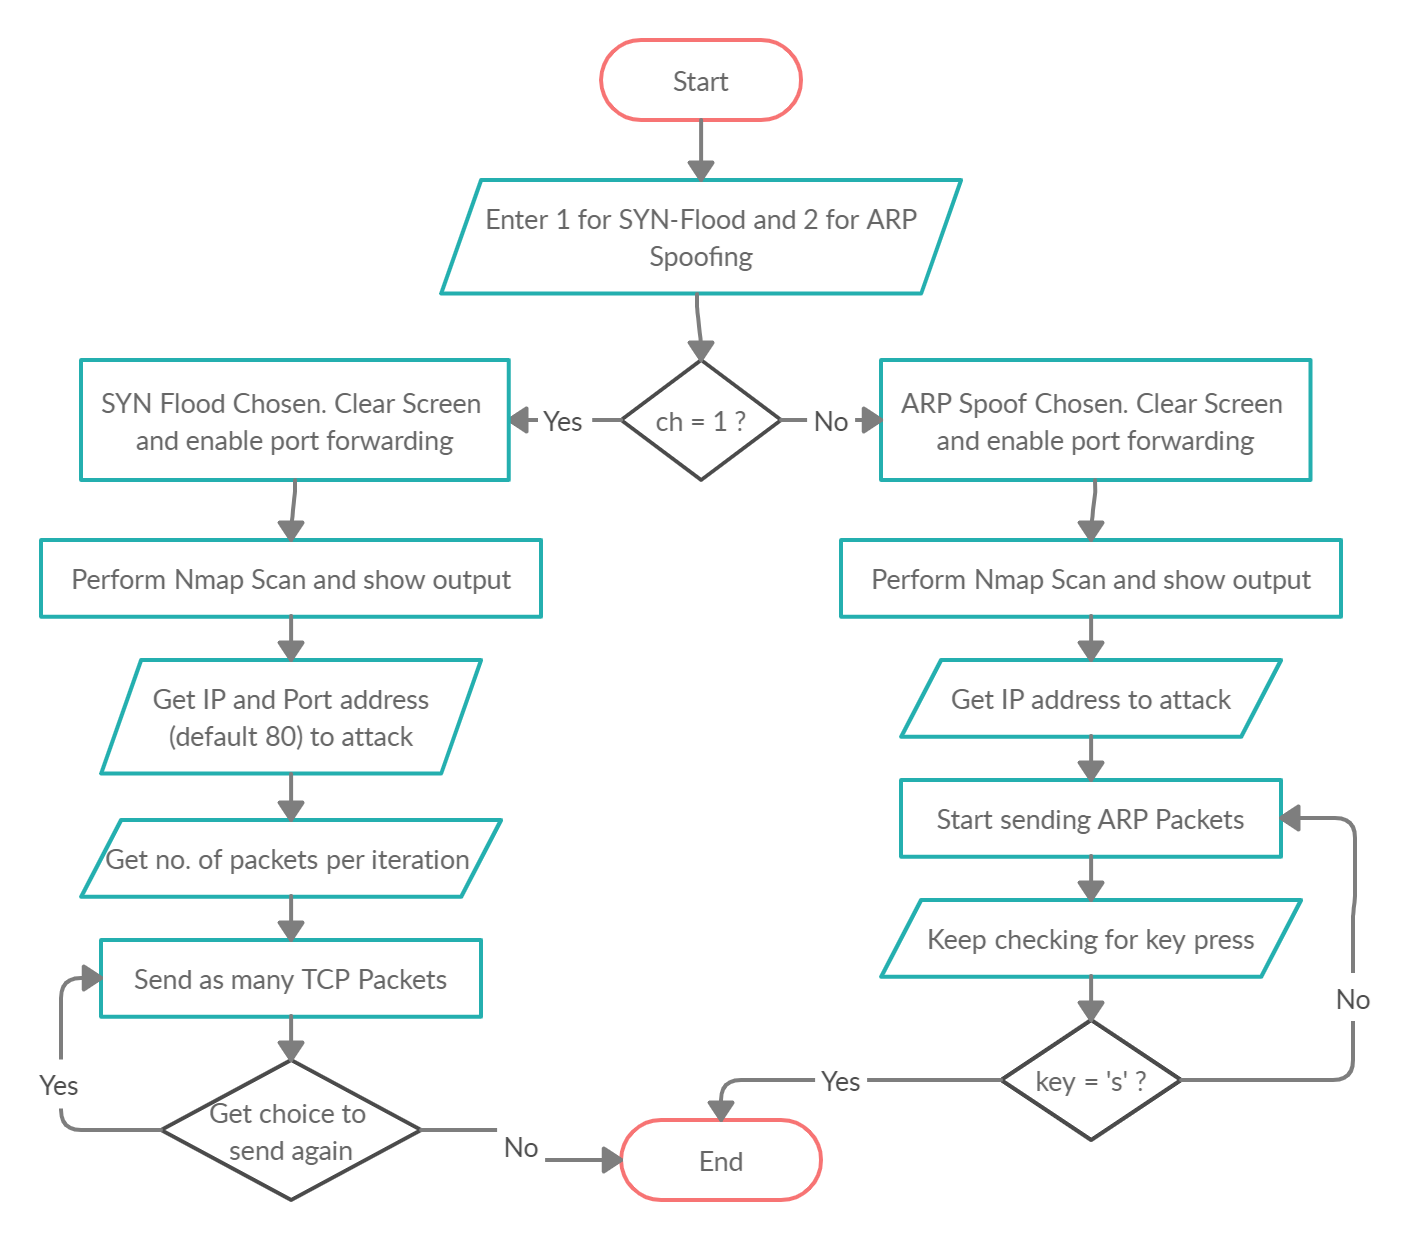 Start
Enter 1 for SYN-Flood and 2 for ARP
Spoofing
ch = 1 ?
Yes
No
SYN Flood Chosen. Clear Screen
and enable port forwarding
Perform Nmap Scan and show output
Get IP and Port address
(default 80) to attack
Get no. of packets per iteration
Send as many TCP Packets
Yes
Get choice to
send again
No
ARP Spoof Chosen. Clear Screen
and enable port forwarding
Perform Nmap Scan and show output
Get IP address to attack
Start sending ARP Packets
Keep checking for key press
No
key = 's' ?
Yes
End